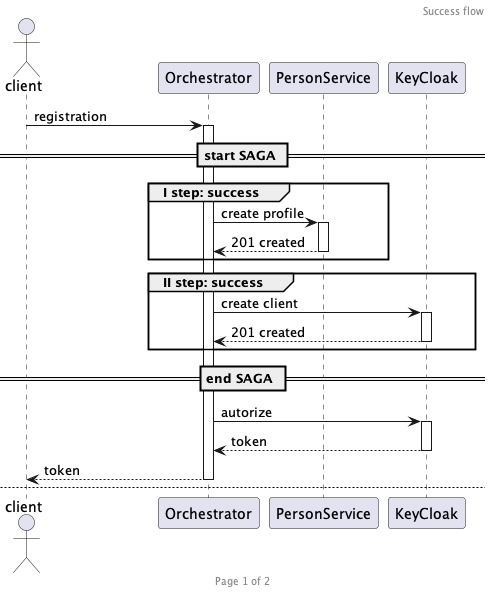 Success flow
client
Orchestrator
PersonService
KeyCloak
registration
start SAGA
I step: success
create profile
201 created
II step: success
create client
201 created
end SAGA
autorize
token
token
client
Orchestrator
PersonService
KeyCloak
Page 1 of 2